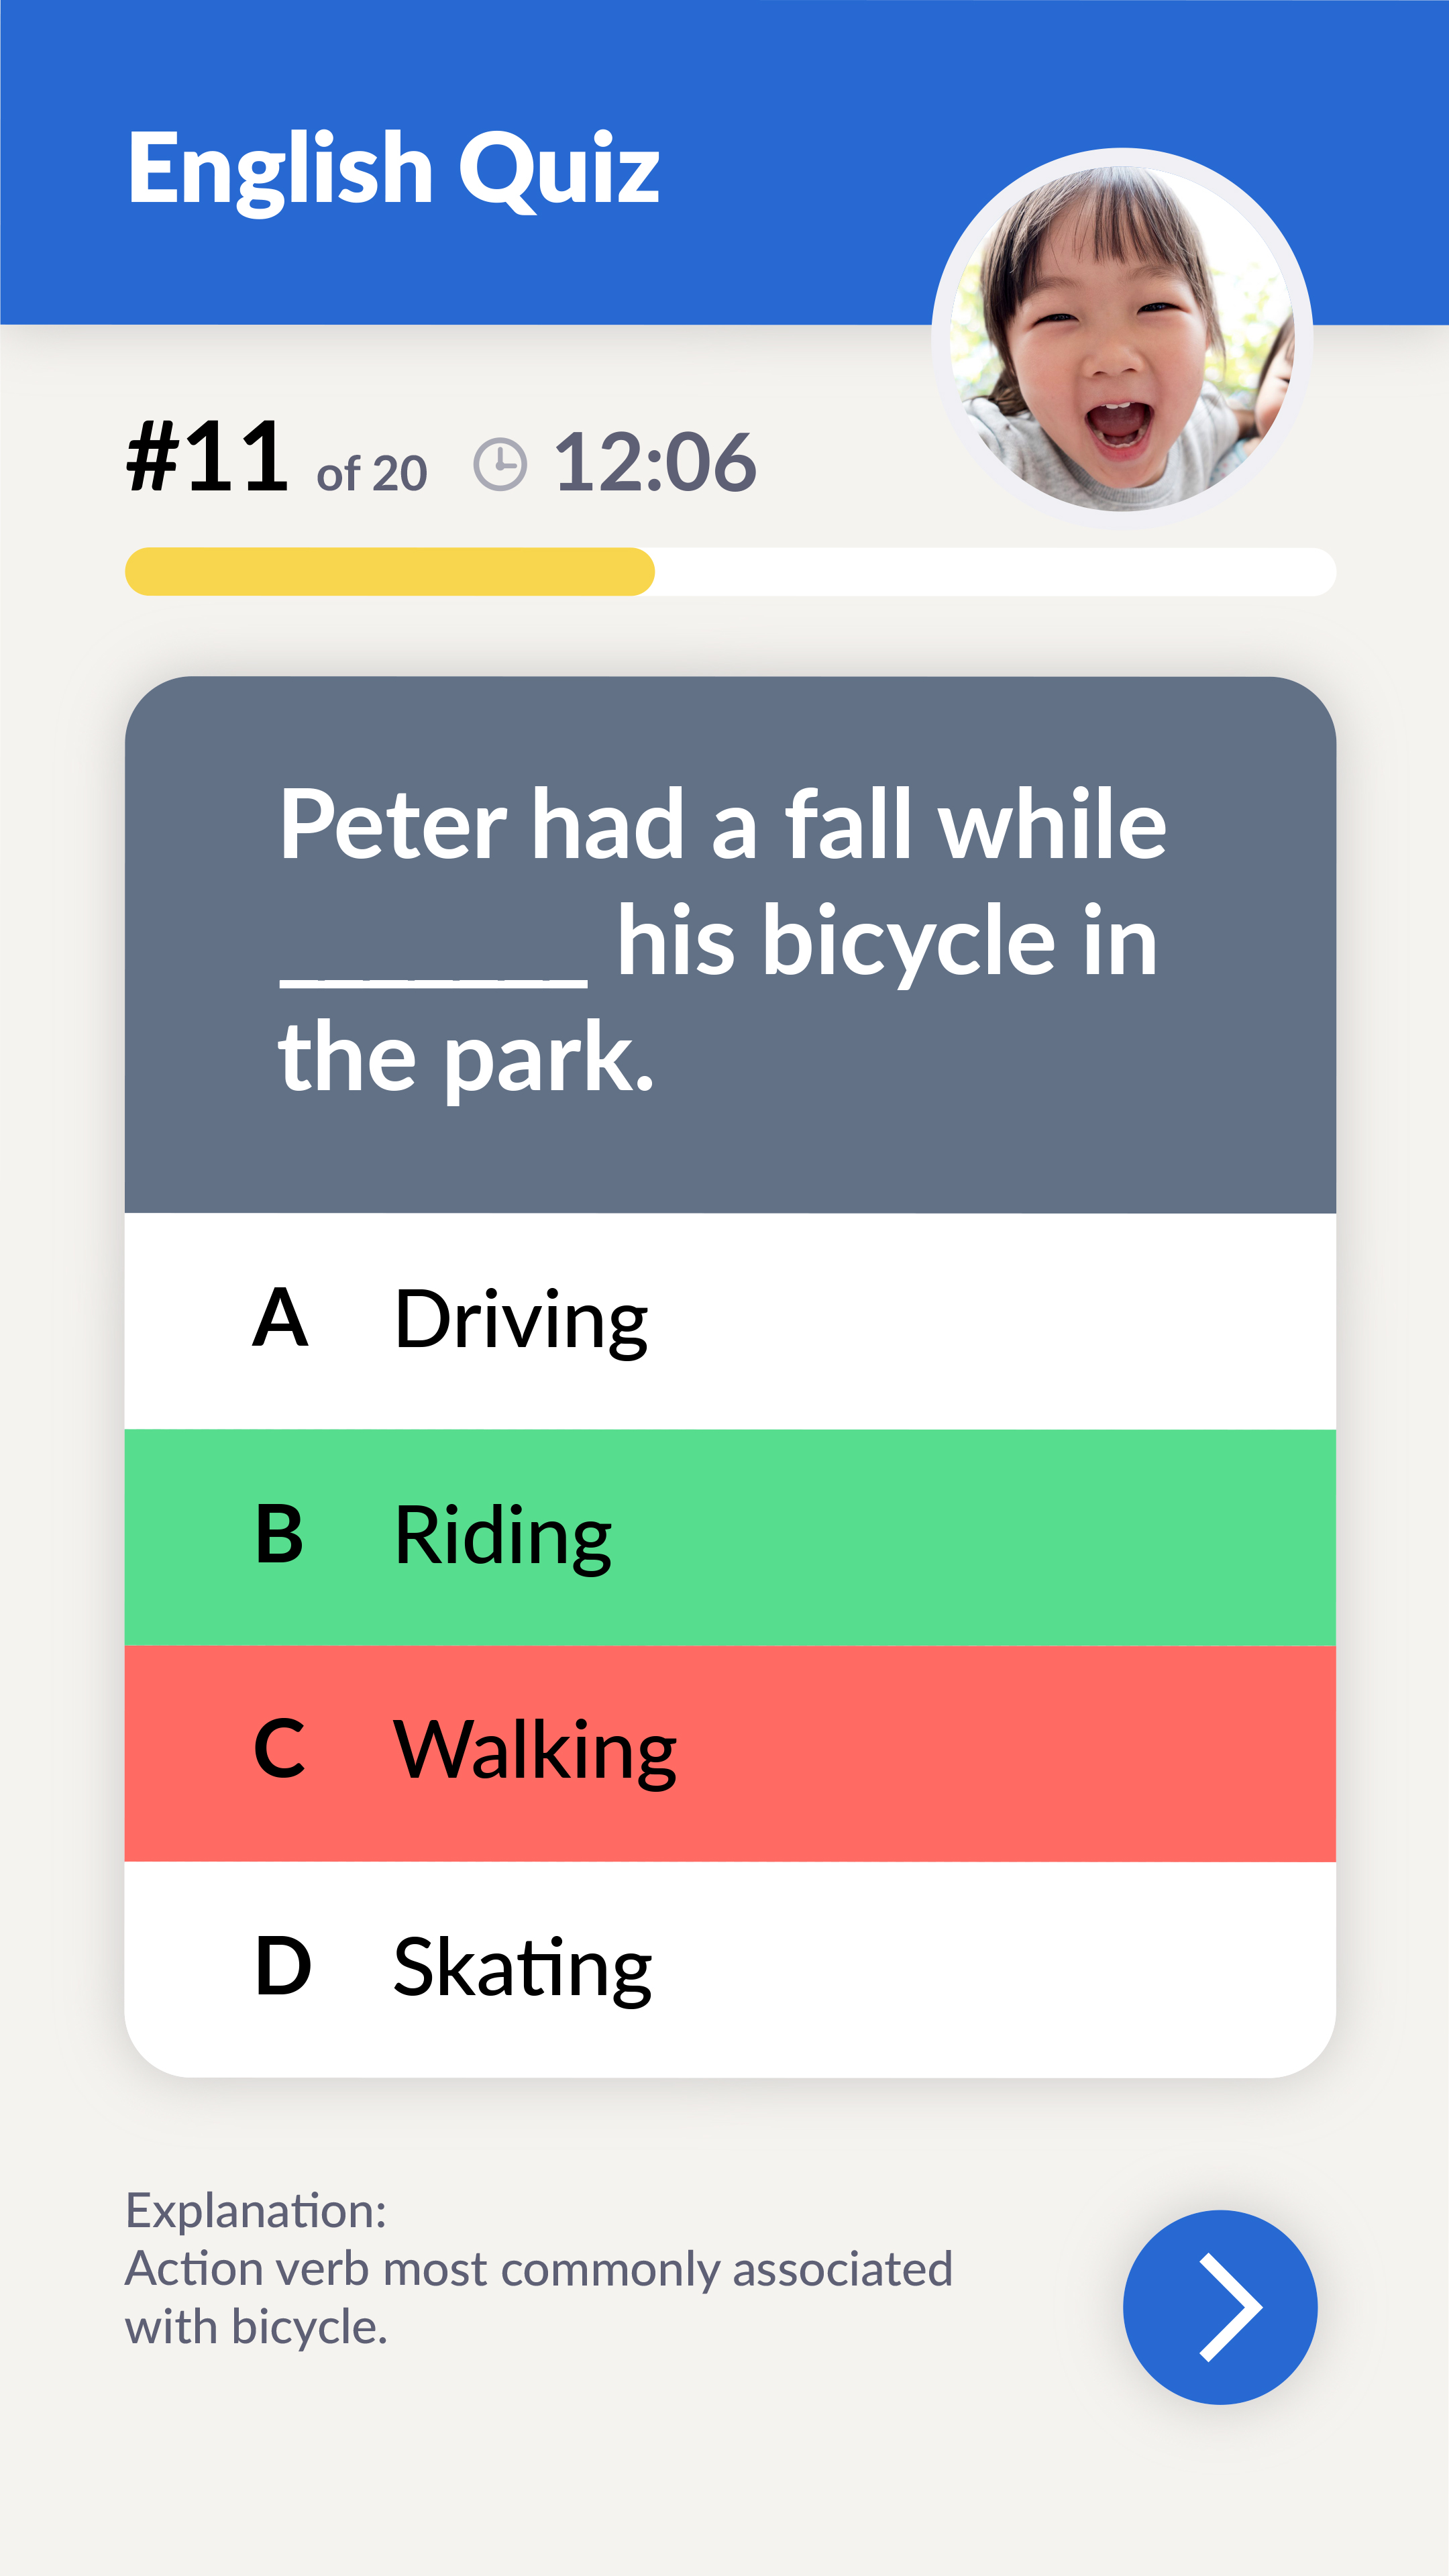 English Quiz
#11 of 20 12:06
Peter had a fall while
_______ his bicycle in
the park.
A Driving
B Riding
C Walking
D Skating
Explanation:
Action verb most commonly associated
with bicycle.